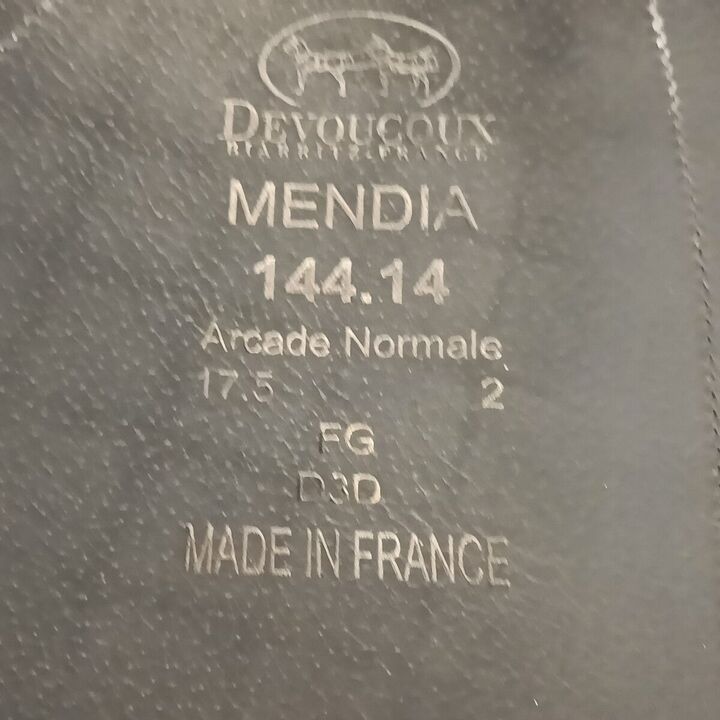 DEVOUCOUX
BIARRITZ-FRANCE
MENDIA
144.14
Arcade Normale
17.5 2
FG
D3D
MADE IN FRANCE